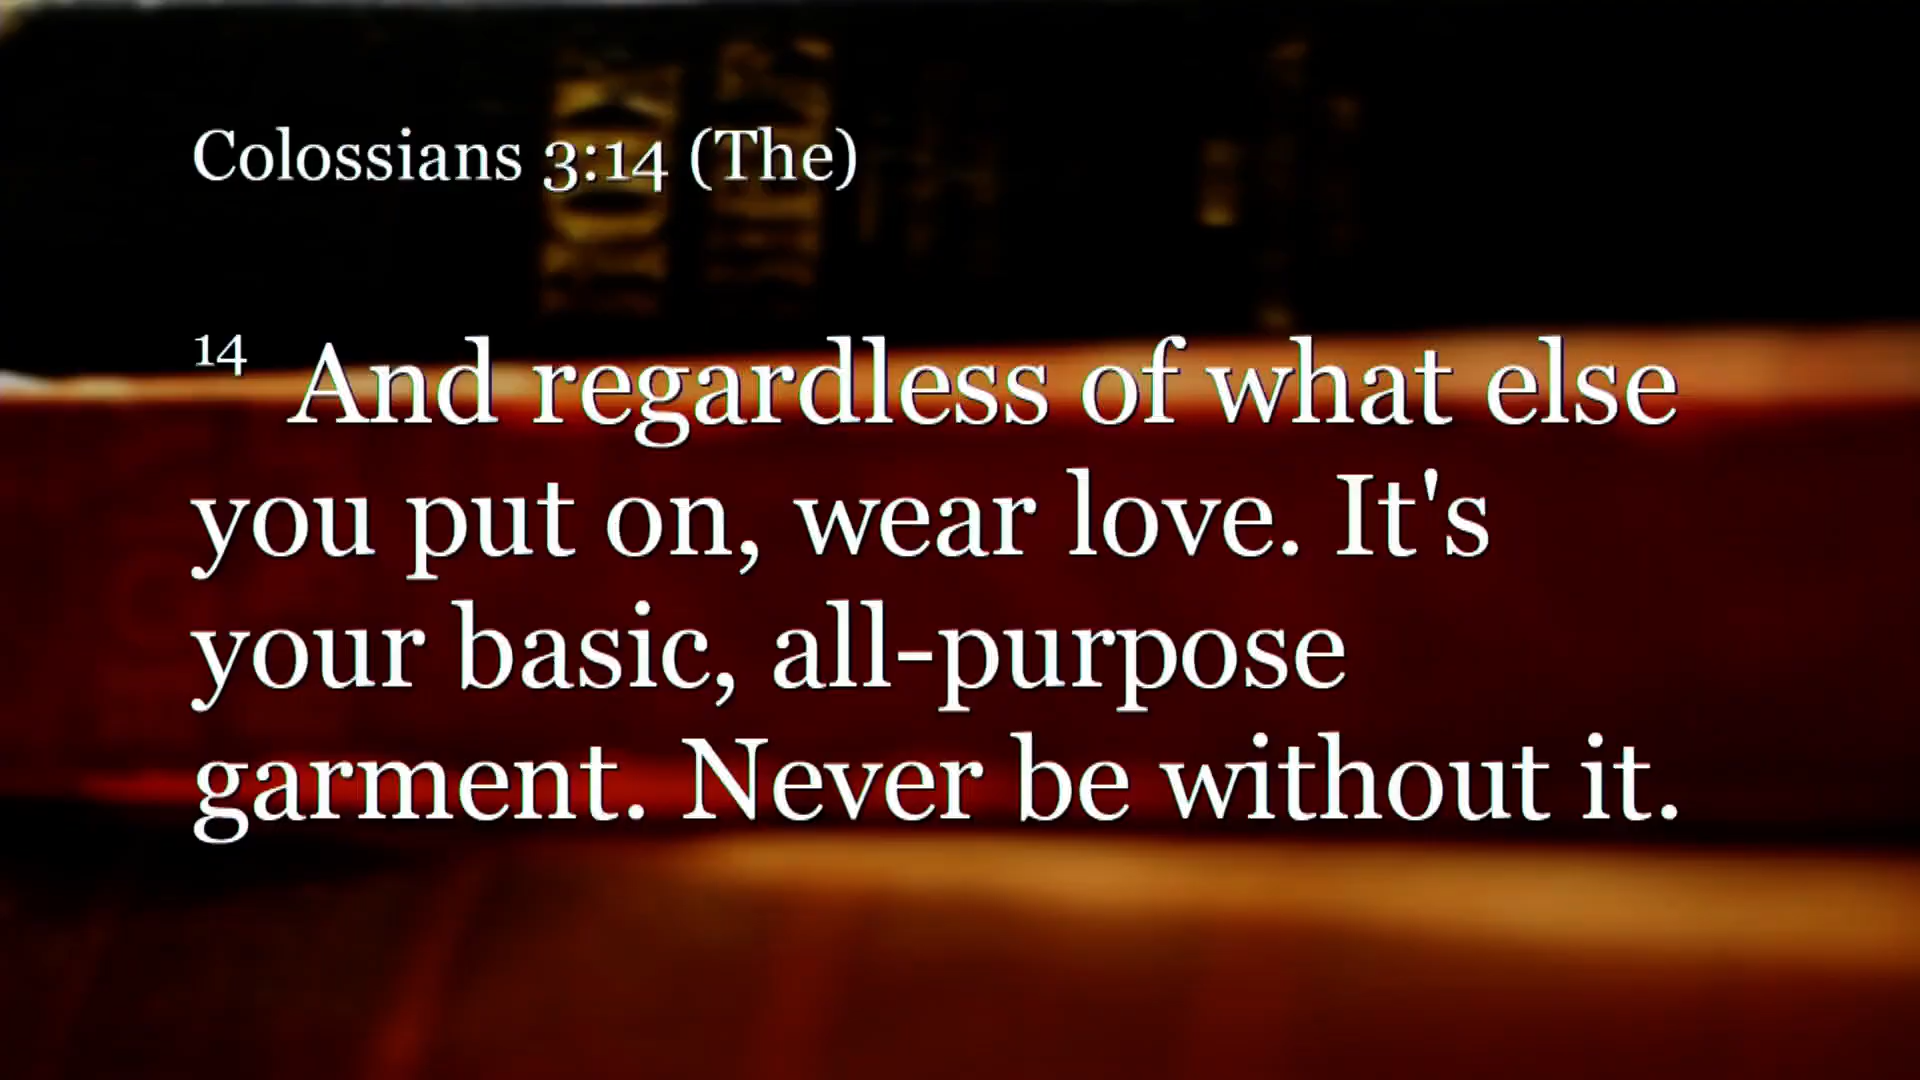 Colossians 3:14 (The)
14 And regardless of what else
you put on, wear love. It's
your basic, all-purpose
garment. Never be without it.